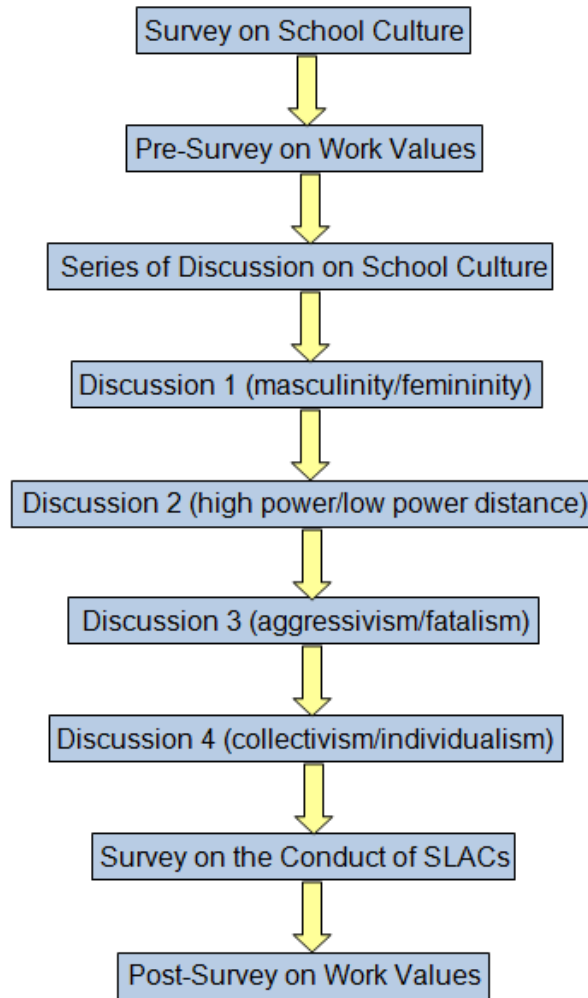 Survey on School Culture
Pre-Survey on Work Values
Series of Discussion on School Culture
Discussion 1 (masculinity/femininity)
Discussion 2 (high power/low power distance)
Discussion 3 (aggressivism/fatalism)
Discussion 4 (collectivism/individualism)
Survey on the Conduct of SLACs
Post-Survey on Work Values